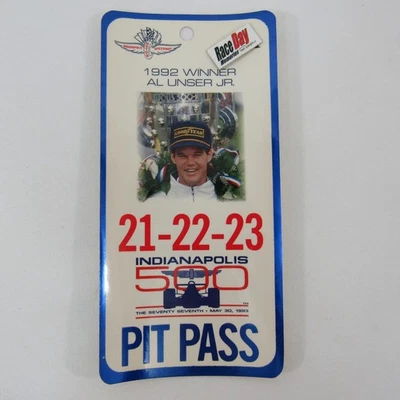 Race Day
1992 WINNER
AL UNSER JR.
GOODYEAR
21-22-23
INDIANAPOLIS
500
THE SEVENTY SEVENTH • MAY 30, 1993
PIT PASS